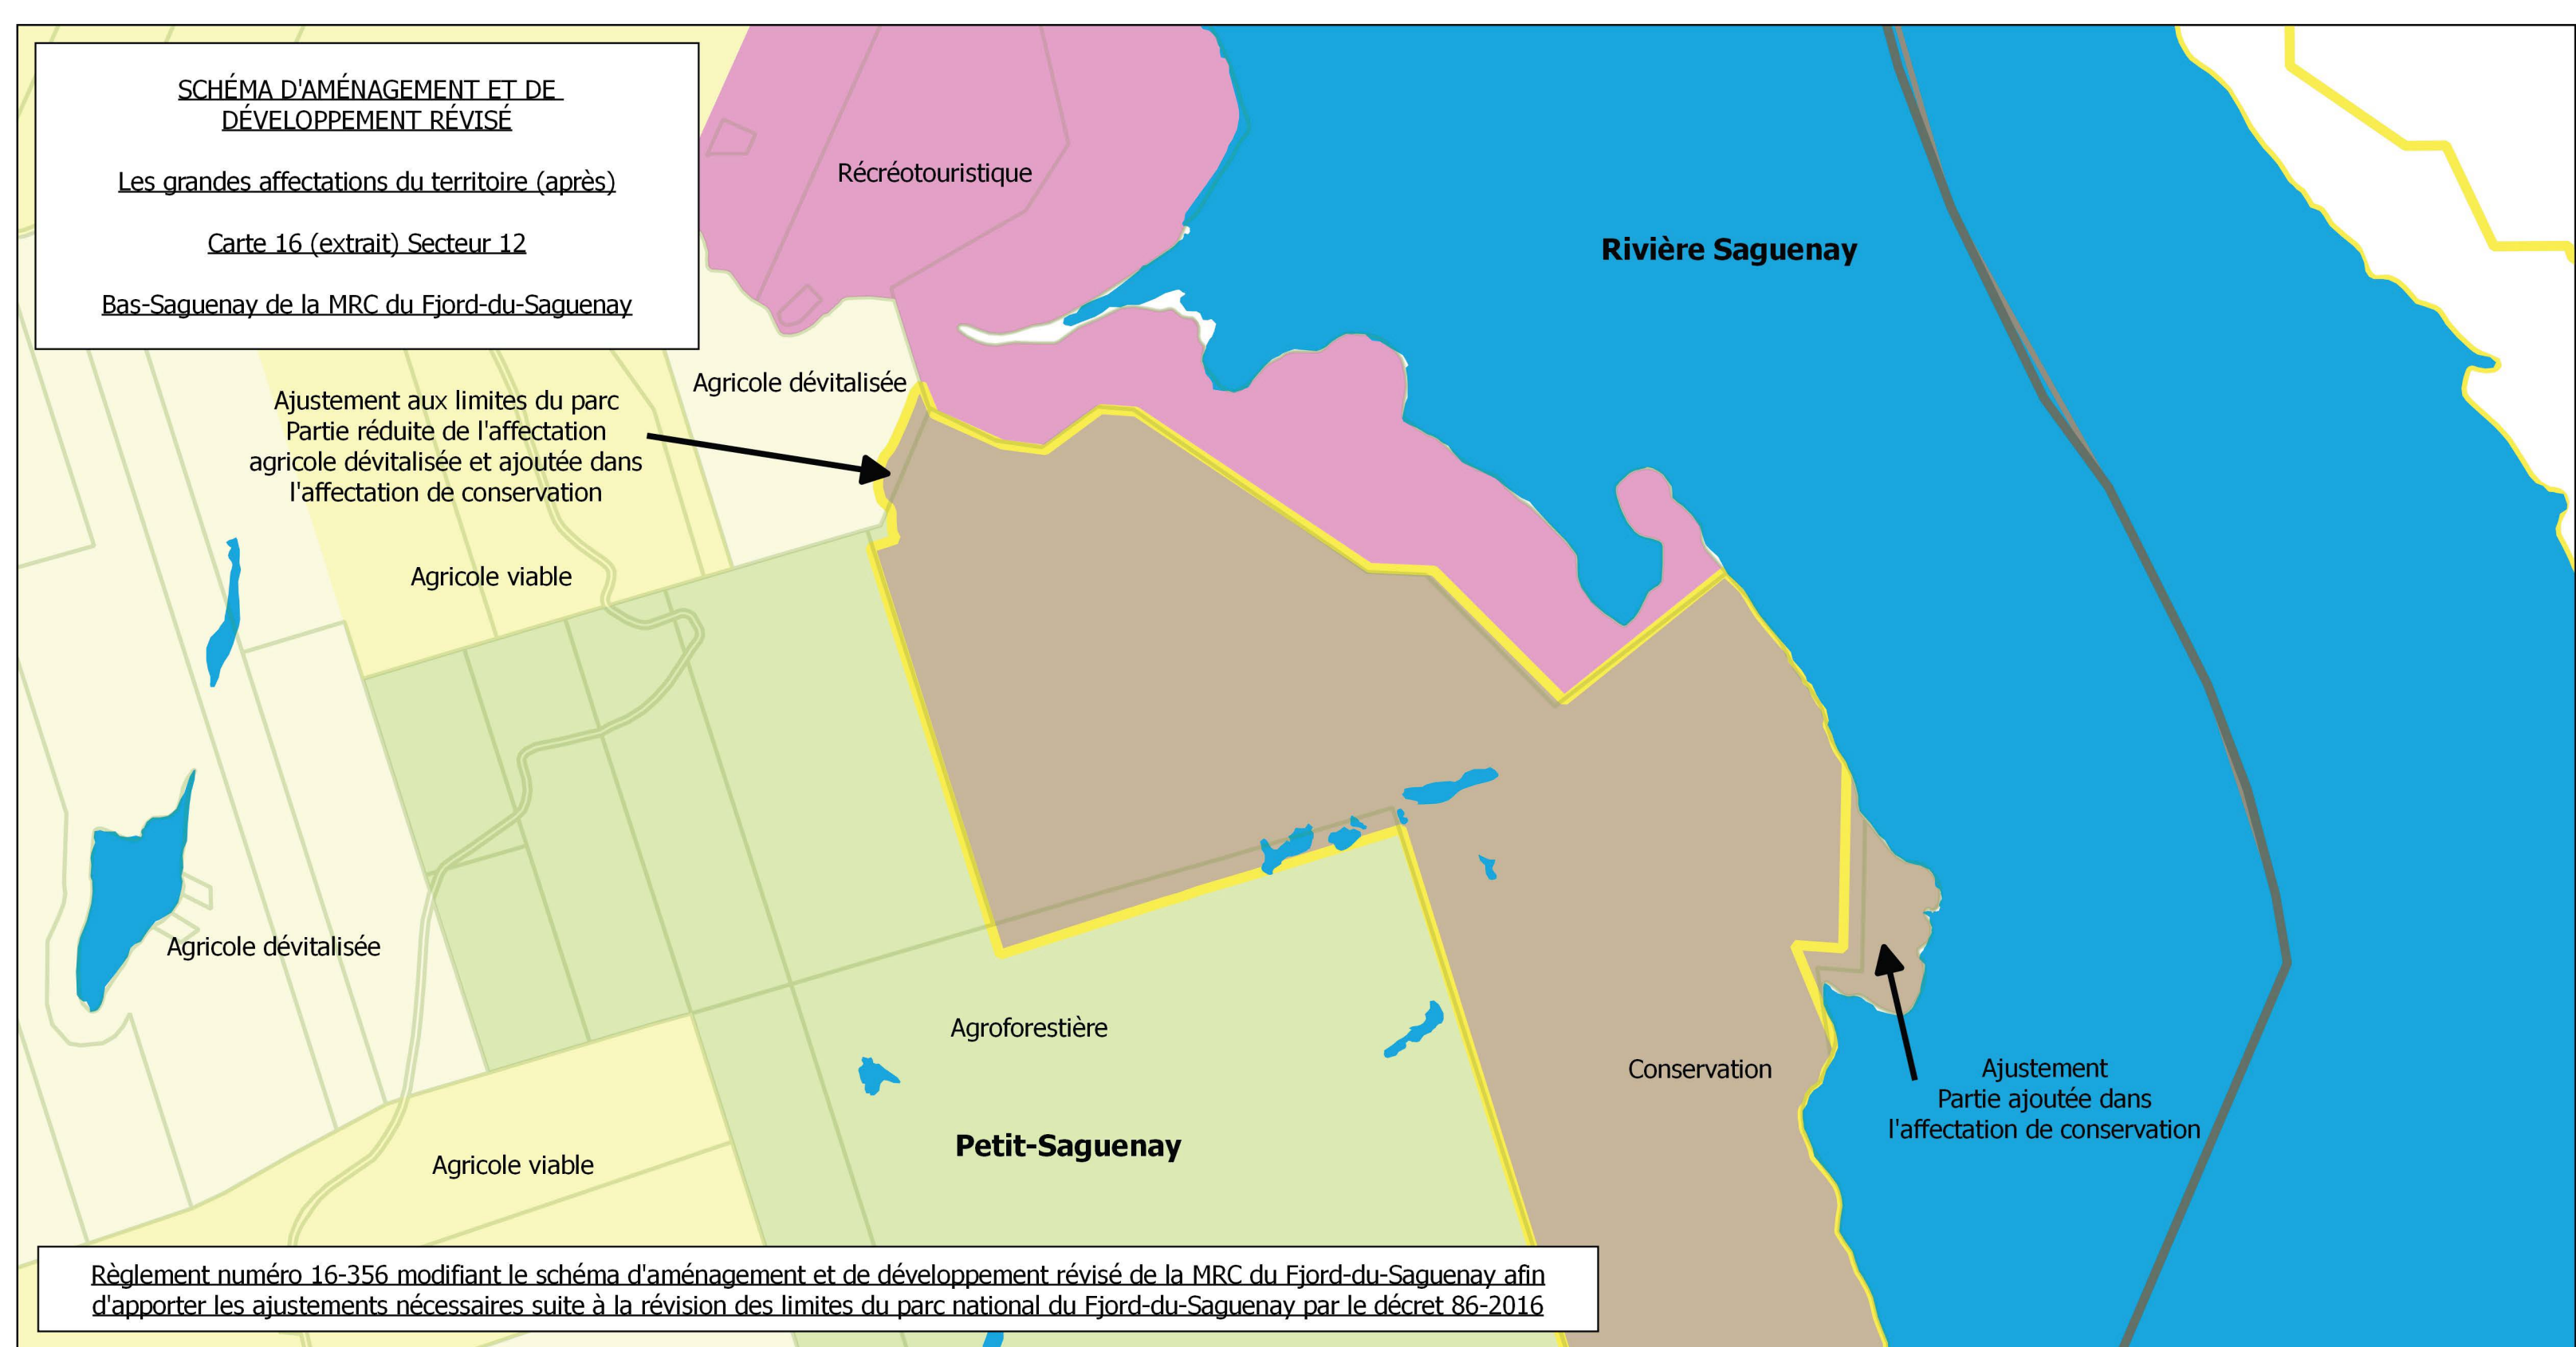 SCHÉMA D'AMÉNAGEMENT ET DE
DÉVELOPPEMENT RÉVISÉ
Les grandes affectations du territoire (après)
Carte 16 (extrait) Secteur 12
Bas-Saguenay de la MRC du Fjord-du-Saguenay
Récréotouristique
Rivière Saguenay
Agricole dévitalisée
Ajustement aux limites du parc
Partie réduite de l'affectation
agricole dévitalisée et ajoutée dans
l'affectation de conservation
Agricole viable
Agricole dévitalisée
Agroforestière
Conservation
Ajustement
Partie ajoutée dans
l'affectation de conservation
Petit-Saguenay
Agricole viable
Règlement numéro 16-356 modifiant le schéma d'aménagement et de développement révisé de la MRC du Fjord-du-Saguenay afin
d'apporter les ajustements nécessaires suite à la révision des limites du parc national du Fjord-du-Saguenay par le décret 86-2016